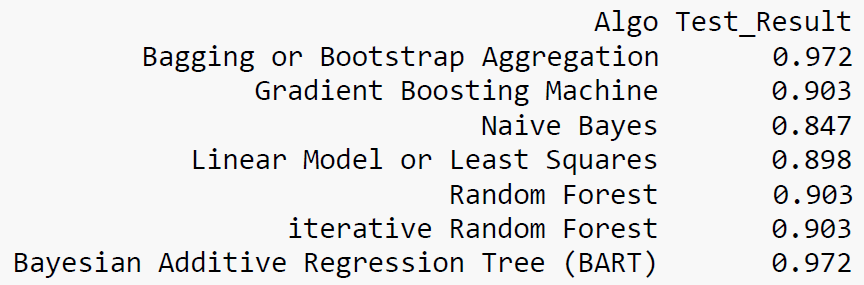 Algo Test_Result
Bagging or Bootstrap Aggregation 0.972
Gradient Boosting Machine 0.903
Naive Bayes 0.847
Linear Model or Least Squares 0.898
Random Forest 0.903
iterative Random Forest 0.903
Bayesian Additive Regression Tree (BART) 0.972